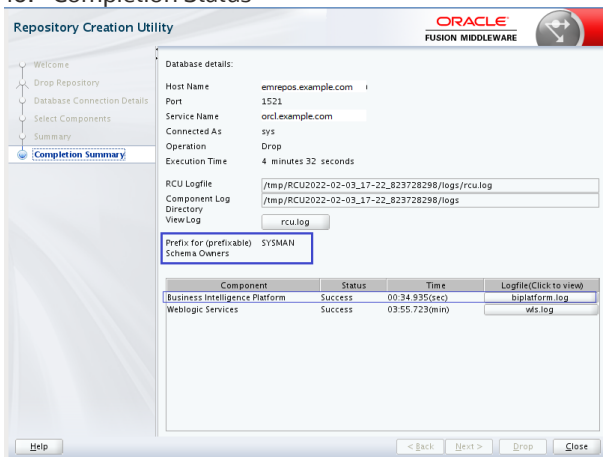 Completion Status
Repository Creation Utility
ORACLE
FUSION MIDDLEWARE
Welcome
Drop Repository
Database Connection Details
Select Components
Summary
Completion Summary
Database details:
Host Name emrepos.example.com
Port 1521
Service Name orcl.example.com
Connected As sys
Operation Drop
Execution Time 4 minutes 32 seconds
RCU Logfile /tmp/RCU2022-02-03_17-22_823728298/logs/rcu.log
Component Log Directory /tmp/RCU2022-02-03_17-22_823728298/logs
View Log rcu.log
Prefix for (prefixable) SYSMAN
Schema Owners
Component Status Time Logfile(Click to view)
Business Intelligence Platform Success 00:34.935(sec) biplatform.log
Weblogic Services Success 03:55.723(min) wls.log
Help < Back Next > Drop Close